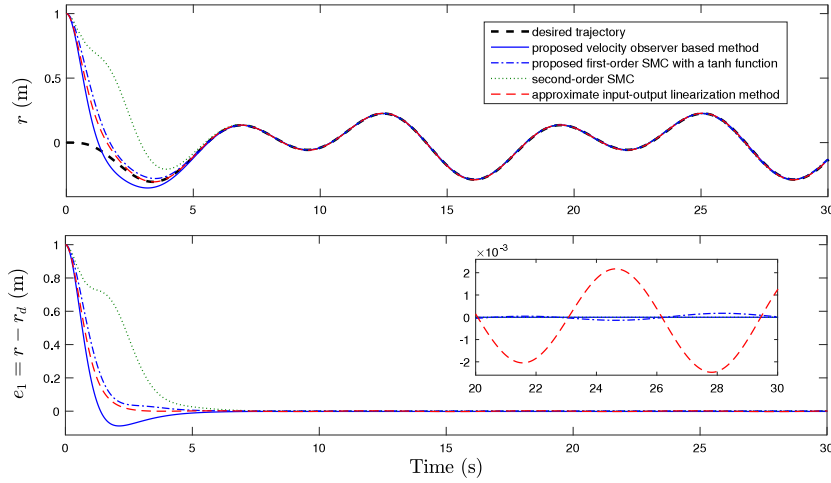 1
0.5
0
r (m)
desired trajectory
proposed velocity observer based method
proposed first-order SMC with a tanh function
second-order SMC
approximate input-output linearization method
0 5 10 15 20 25 30
1
0.8
0.6
0.4
0.2
0
e₁ = r − r_d (m)
×10⁻³
2
1
0
-1
-2
20 22 24 26 28 30
0 5 10 15 20 25 30
Time (s)